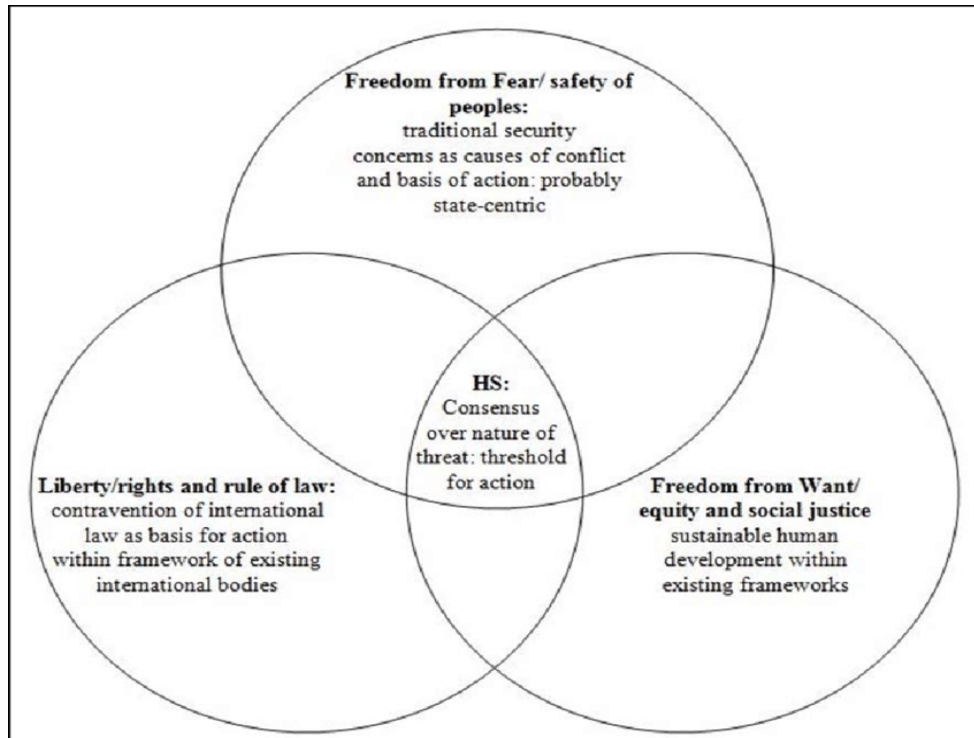 Freedom from Fear/ safety of
peoples:
traditional security
concerns as causes of conflict
and basis of action: probably
state-centric
HS:
Consensus
over nature of
threat: threshold
for action
Liberty/rights and rule of law:
contravention of international
law as basis for action
within framework of existing
international bodies
Freedom from Want/
equity and social justice
sustainable human
development within
existing frameworks